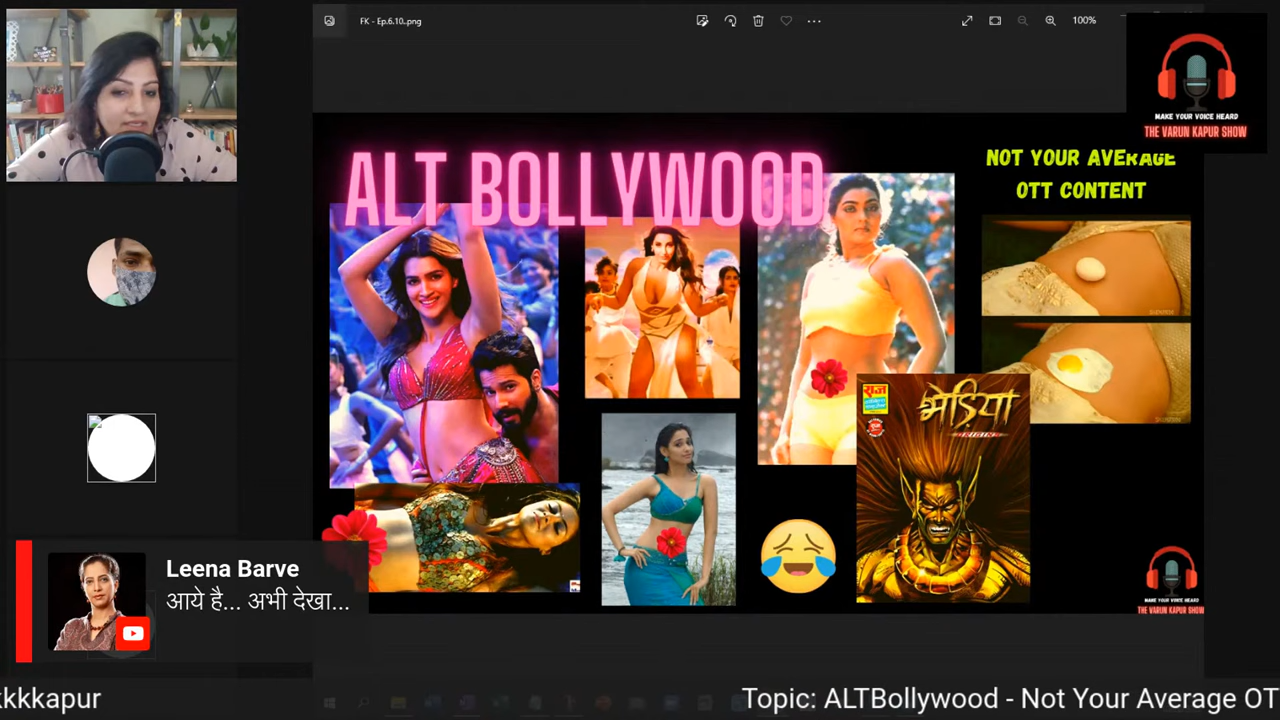 FK - Ep.6.10..png
100%
MAKE YOUR VOICE HEARD
THE VARUN KAPUR SHOW
ALT BOLLYWOOD
NOT YOUR AVERAGE
OTT CONTENT
राज
भेड़िया
ORIGIN
Leena Barve
आये है... अभी देखा...
MAKE YOUR VOICE HEARD
THE VARUN KAPUR SHOW
kkkkapur
Topic: ALTBollywood - Not Your Average OT